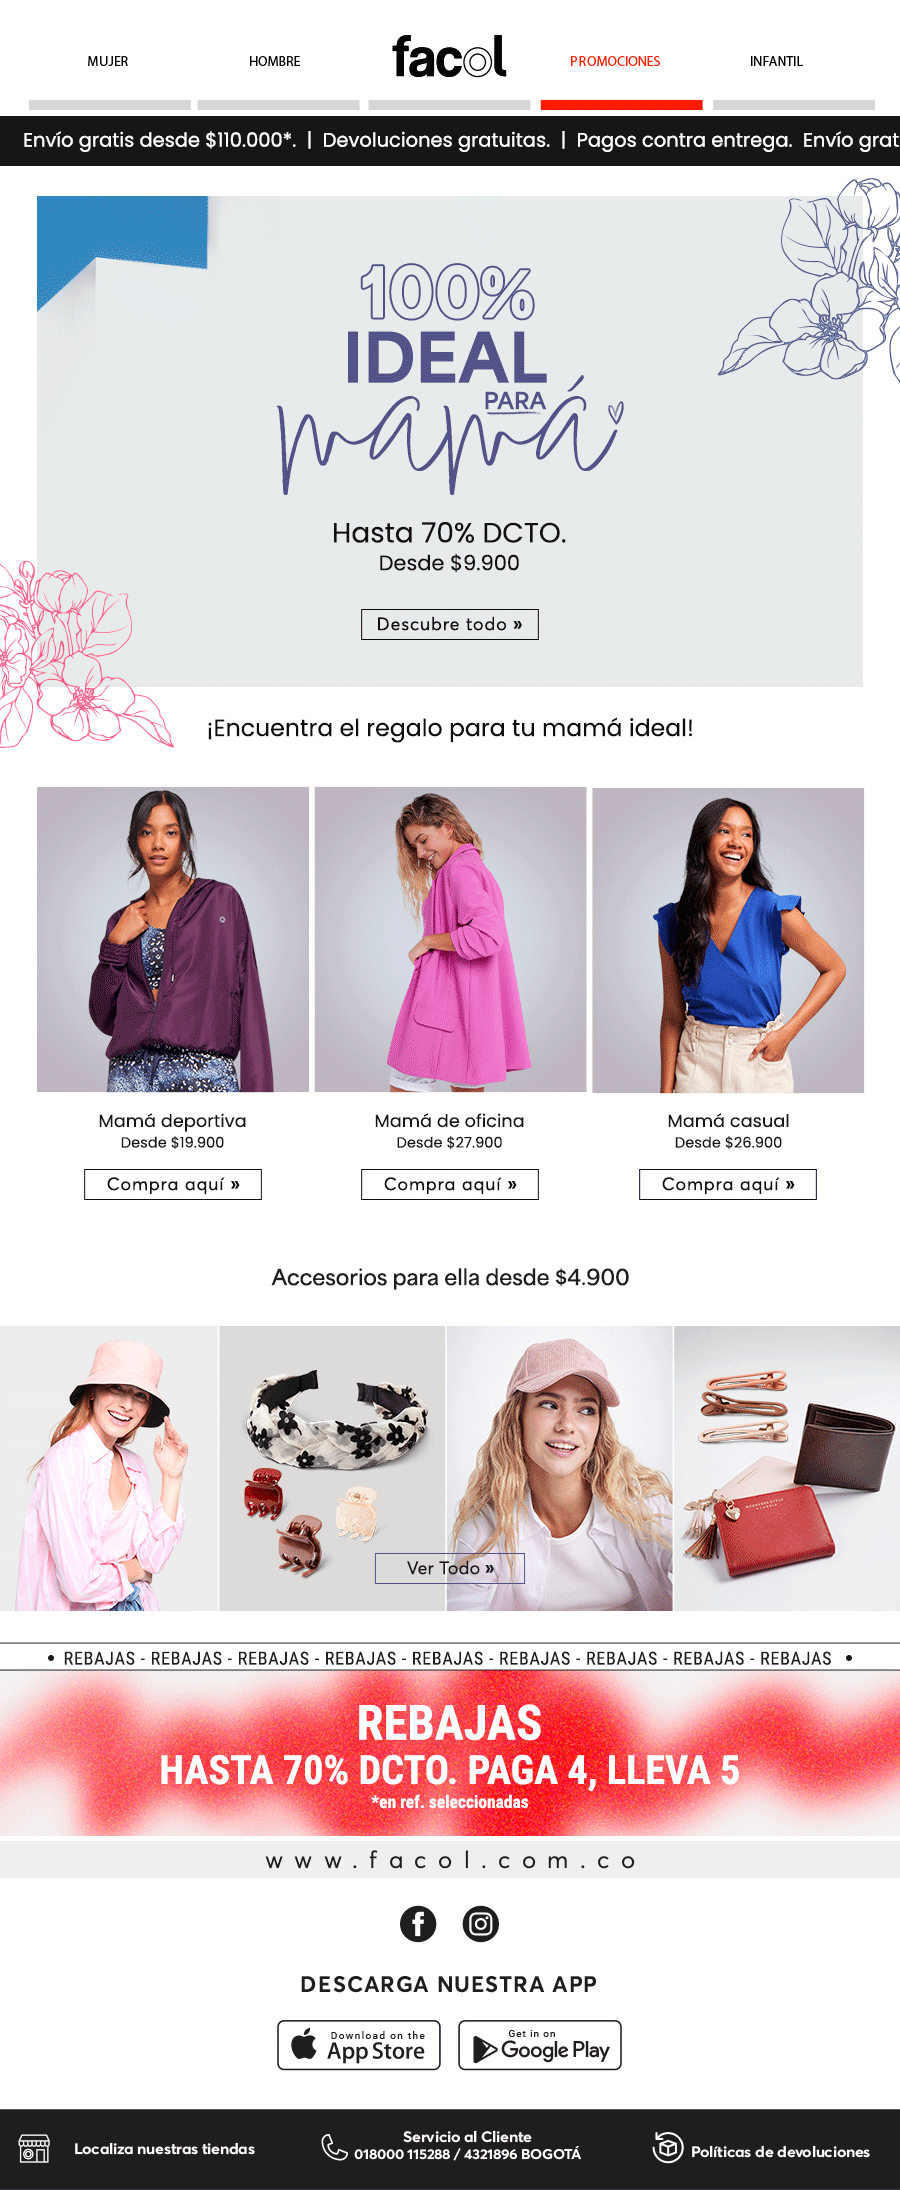 facol
MUJER
HOMBRE
PROMOCIONES
INFANTIL
Envío gratis desde $110.000*. | Devoluciones gratuitas. | Pagos contra entrega. Envío grat
100%
IDEAL
PARA
mamá
Hasta 70% DCTO.
Desde $9.900
Descubre todo »
¡Encuentra el regalo para tu mamá ideal!
Mamá deportiva
Desde $19.900
Compra aquí »
Mamá de oficina
Desde $27.900
Compra aquí »
Mamá casual
Desde $26.900
Compra aquí »
Accesorios para ella desde $4.900
Ver Todo »
• REBAJAS - REBAJAS - REBAJAS - REBAJAS - REBAJAS - REBAJAS - REBAJAS - REBAJAS - REBAJAS •
REBAJAS
HASTA 70% DCTO. PAGA 4, LLEVA 5
*en ref. seleccionadas
www.facol.com.co
DESCARGA NUESTRA APP
Download on the
App Store
Get in on
Google Play
Localiza nuestras tiendas
Servicio al Cliente
018000 115288 / 4321896 BOGOTÁ
Políticas de devoluciones